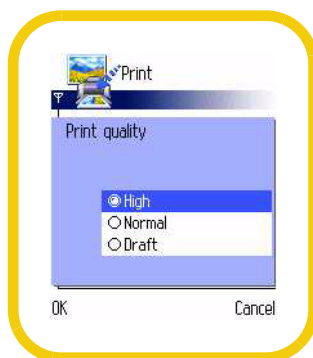 Print
Print quality
High
Normal
Draft
OK Cancel